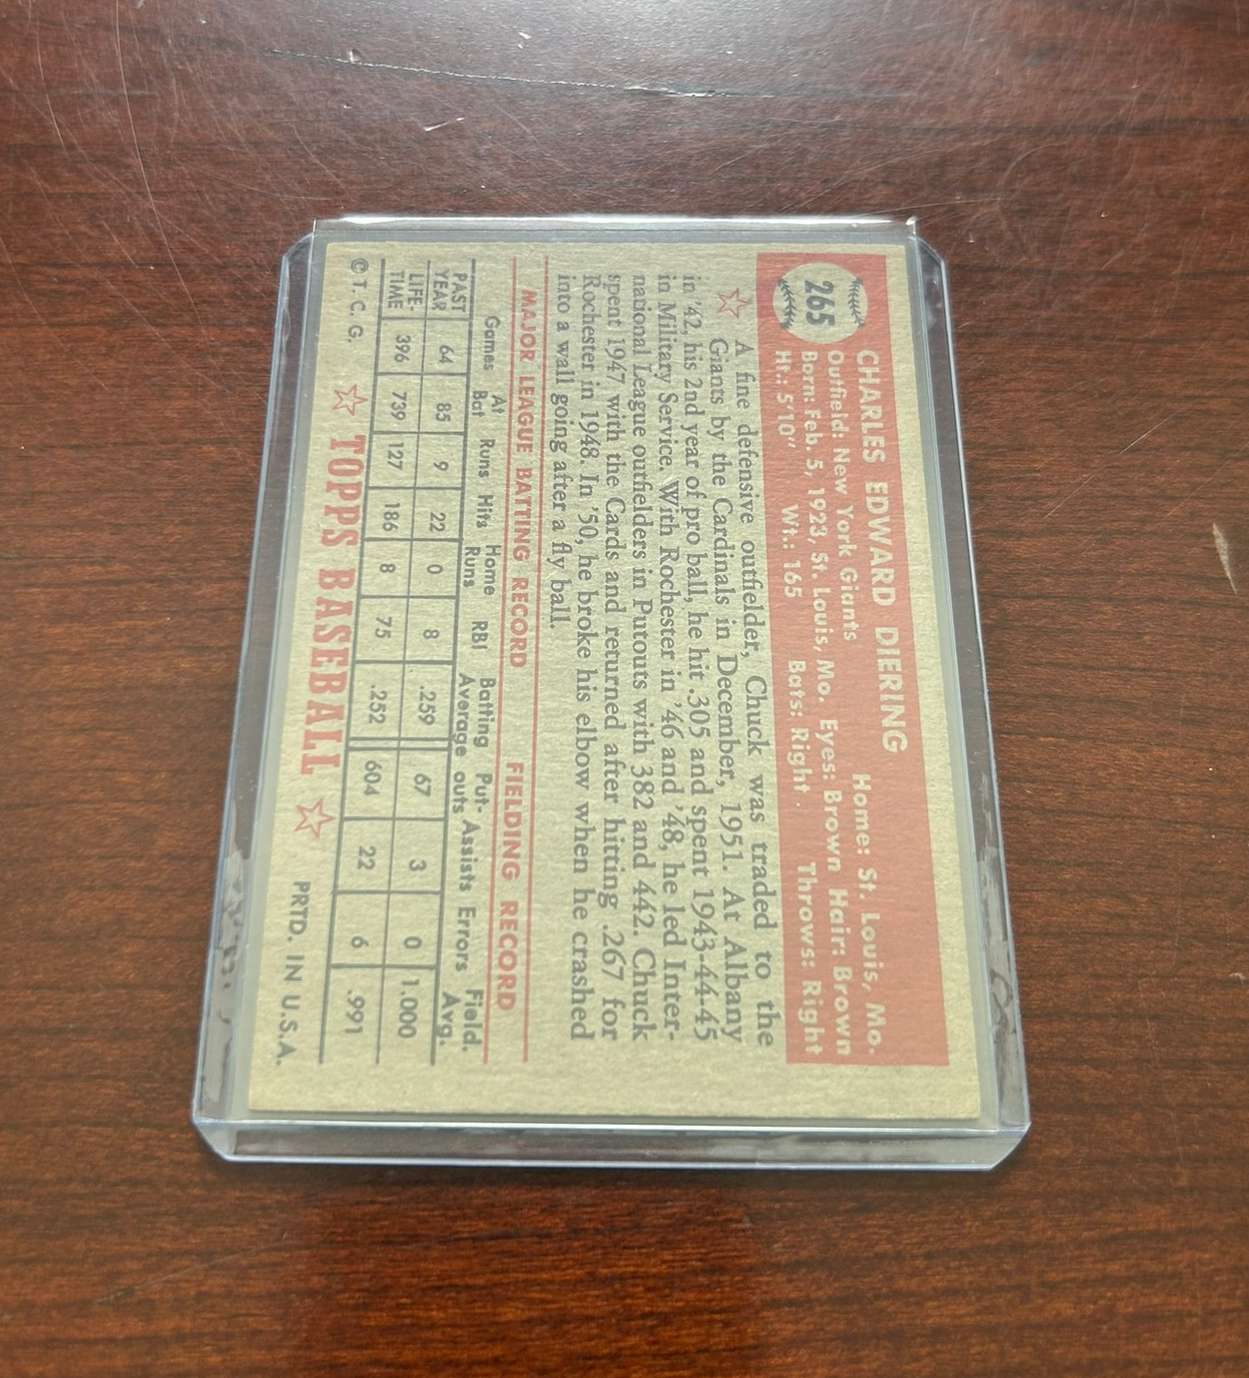 265
CHARLES EDWARD DIERING
Outfield: New York Giants Home: St. Louis, Mo.
Born: Feb. 5, 1923, St. Louis, Mo. Eyes: Brown Hair: Brown
Ht.: 5'10" Wt.: 165 Bats: Right Throws: Right
A fine defensive outfielder, Chuck was traded to the
Giants by the Cardinals in December, 1951. At Albany
in '42, his 2nd year of pro ball, he hit .305 and spent 1943-44-45
in Military Service. With Rochester in '46 and '48, he led Inter-
national League outfielders in Putouts with 382 and 442. Chuck
spent 1947 with the Cards and returned after hitting .267 for
Rochester in 1948. In '50, he broke his elbow when he crashed
into a wall going after a fly ball.
MAJOR LEAGUE BATTING RECORD FIELDING RECORD
Games At Bat Runs Hits Home Runs RBI Batting Average Put-outs Assists Errors Field. Avg.
PAST YEAR 64 85 9 22 0 8 .259 67 3 0 1.000
LIFE-TIME 396 739 127 186 8 75 .252 604 22 6 .991
© T. C. G. TOPPS BASEBALL PRTD. IN U.S.A.